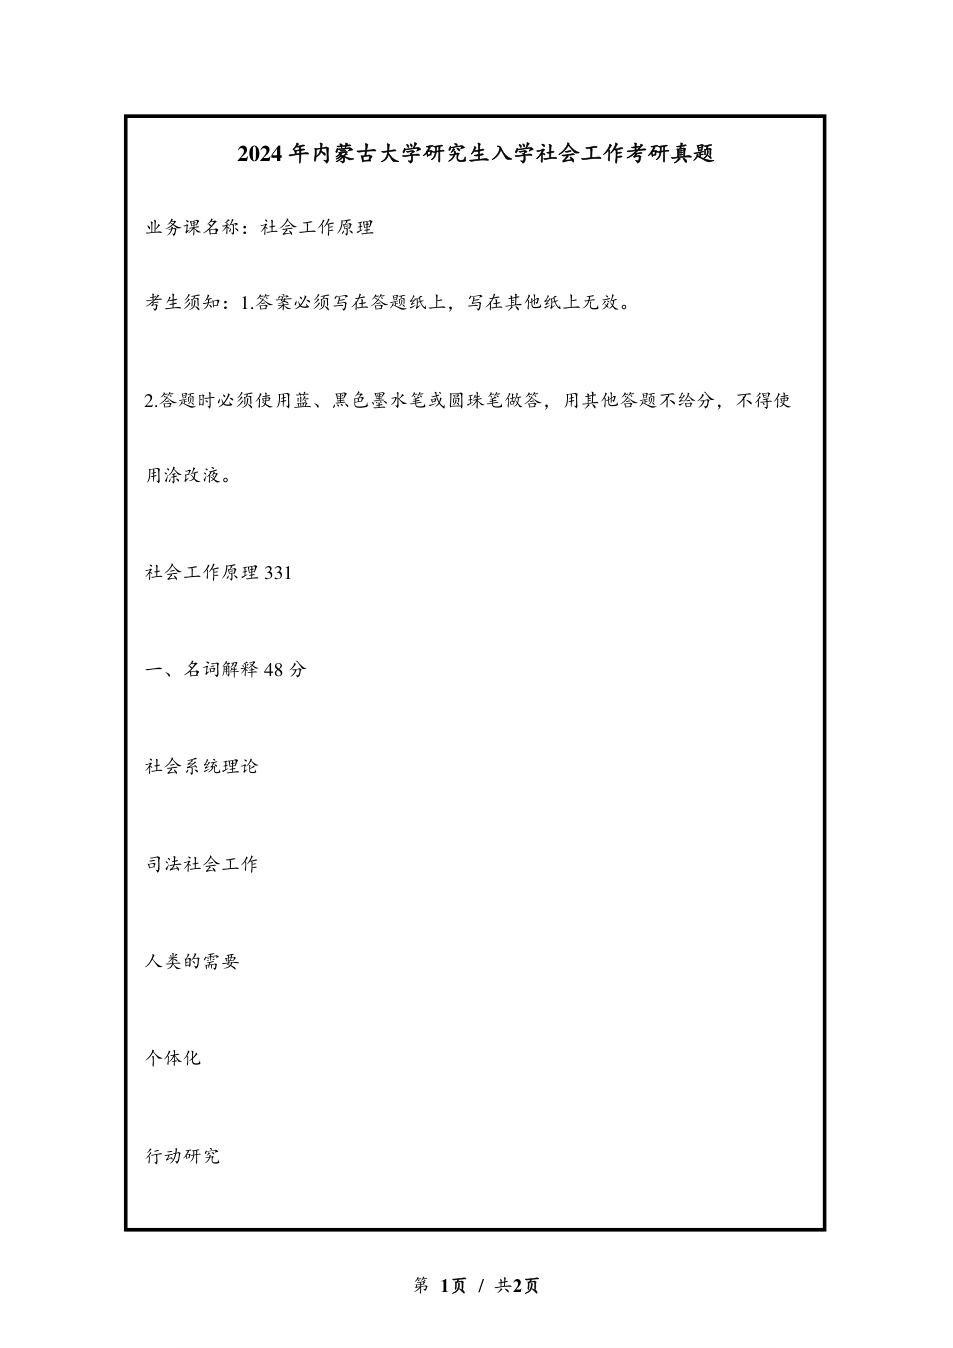 2024 年内蒙古大学研究生入学社会工作考研真题
业务课名称：社会工作原理
考生须知：1.答案必须写在答题纸上，写在其他纸上无效。
2.答题时必须使用蓝、黑色墨水笔或圆珠笔做答，用其他答题不给分，不得使
用涂改液。
社会工作原理 331
一、名词解释 48 分
社会系统理论
司法社会工作
人类的需要
个体化
行动研究
第 1页 / 共2页